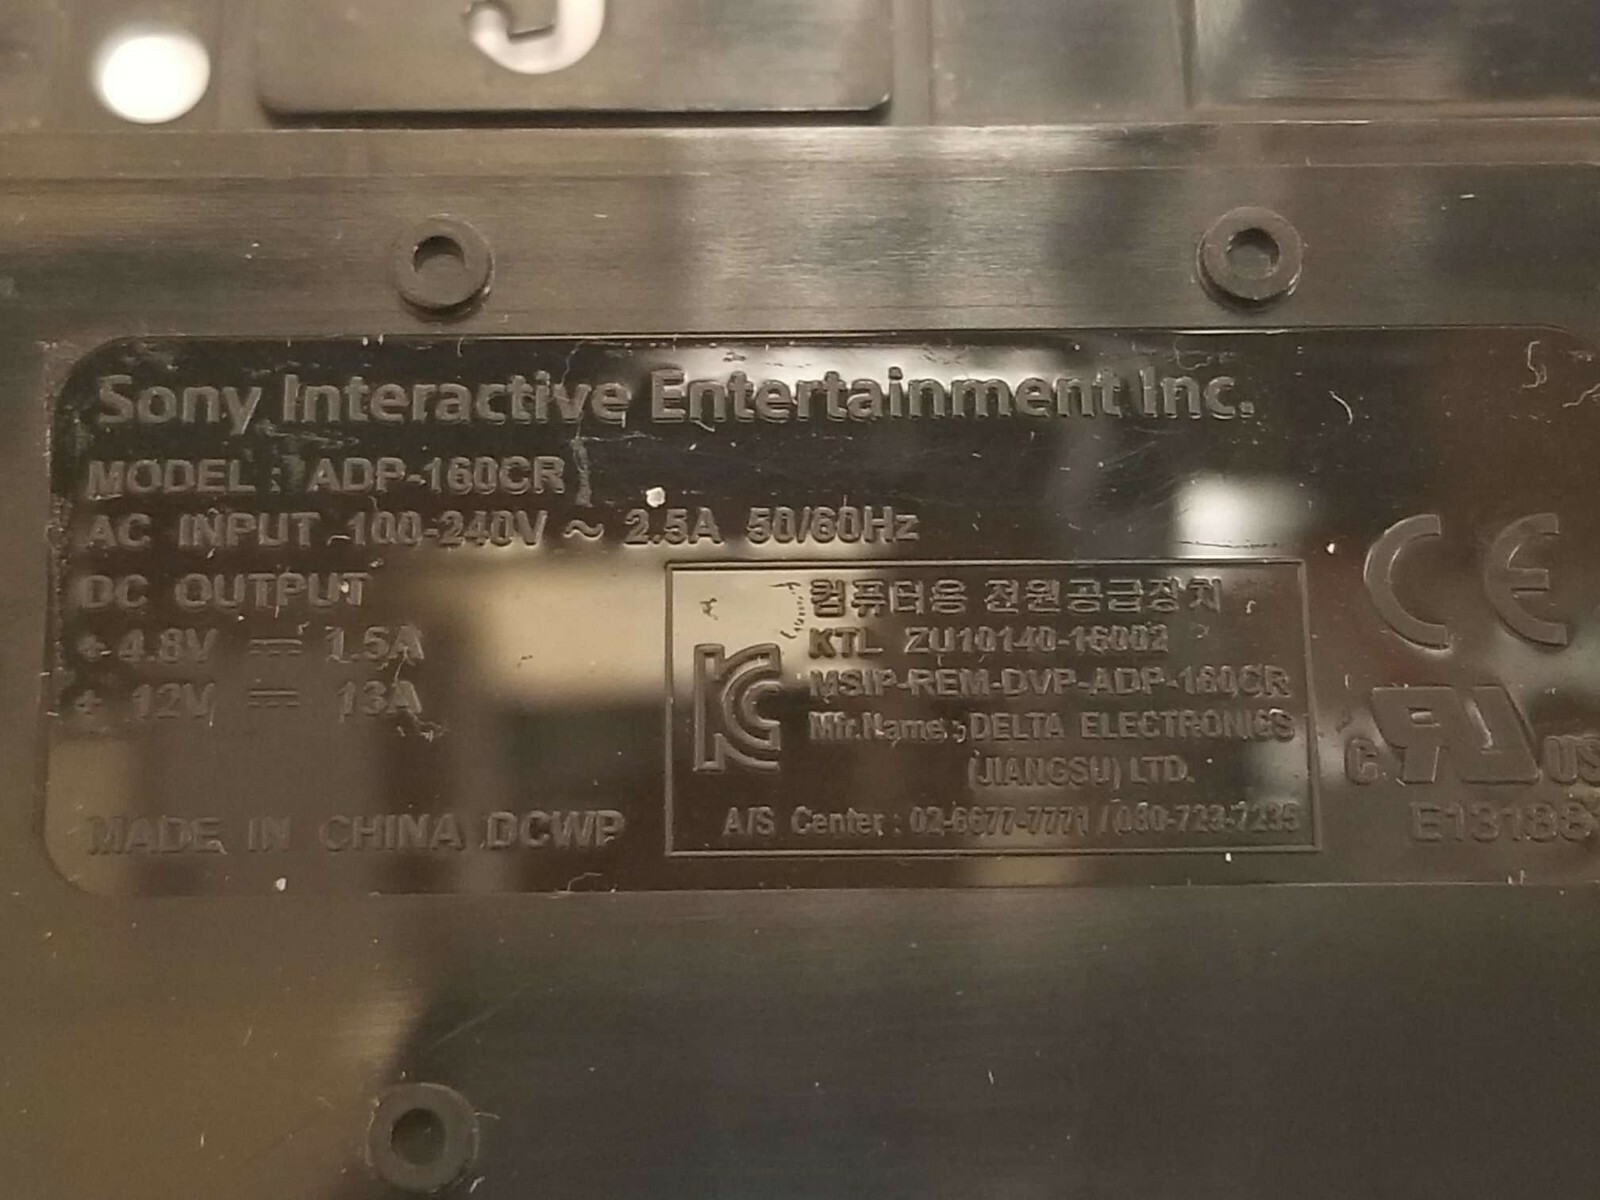 Sony Interactive Entertainment Inc.
MODEL : ADP-160CR
AC INPUT 100-240V ~ 2.5A 50/60Hz
DC OUTPUT
+ 4.8V ⎓ 1.5A
+ 12V ⎓ 13A
MADE IN CHINA DCWP
컴퓨터용 전원공급장치
KTL ZU10140-16002
MSIP-REM-DVP-ADP-160CR
Mfr.Name : DELTA ELECTRONICS
(JIANGSU) LTD.
A/S Center : 02-6677-7771 / 080-723-7235
KC
CE
c RU US